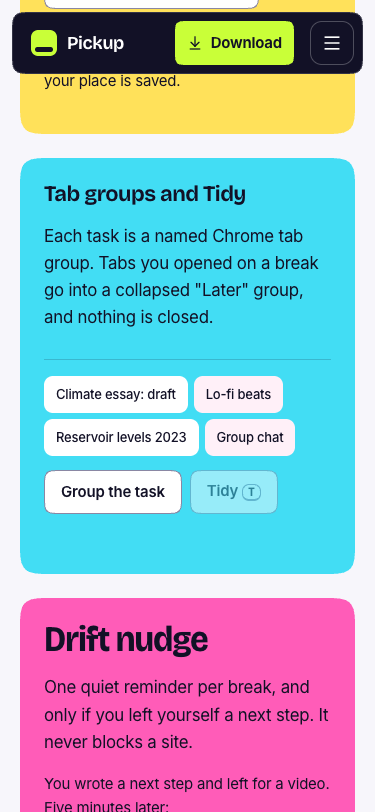 Pickup
Download
your place is saved.
Tab groups and Tidy
Each task is a named Chrome tab
group. Tabs you opened on a break
go into a collapsed "Later" group,
and nothing is closed.
Climate essay: draft
Lo-fi beats
Reservoir levels 2023
Group chat
Group the task
Tidy T
Drift nudge
One quiet reminder per break, and
only if you left yourself a next step. It
never blocks a site.
You wrote a next step and left for a video.
Five minutes later: